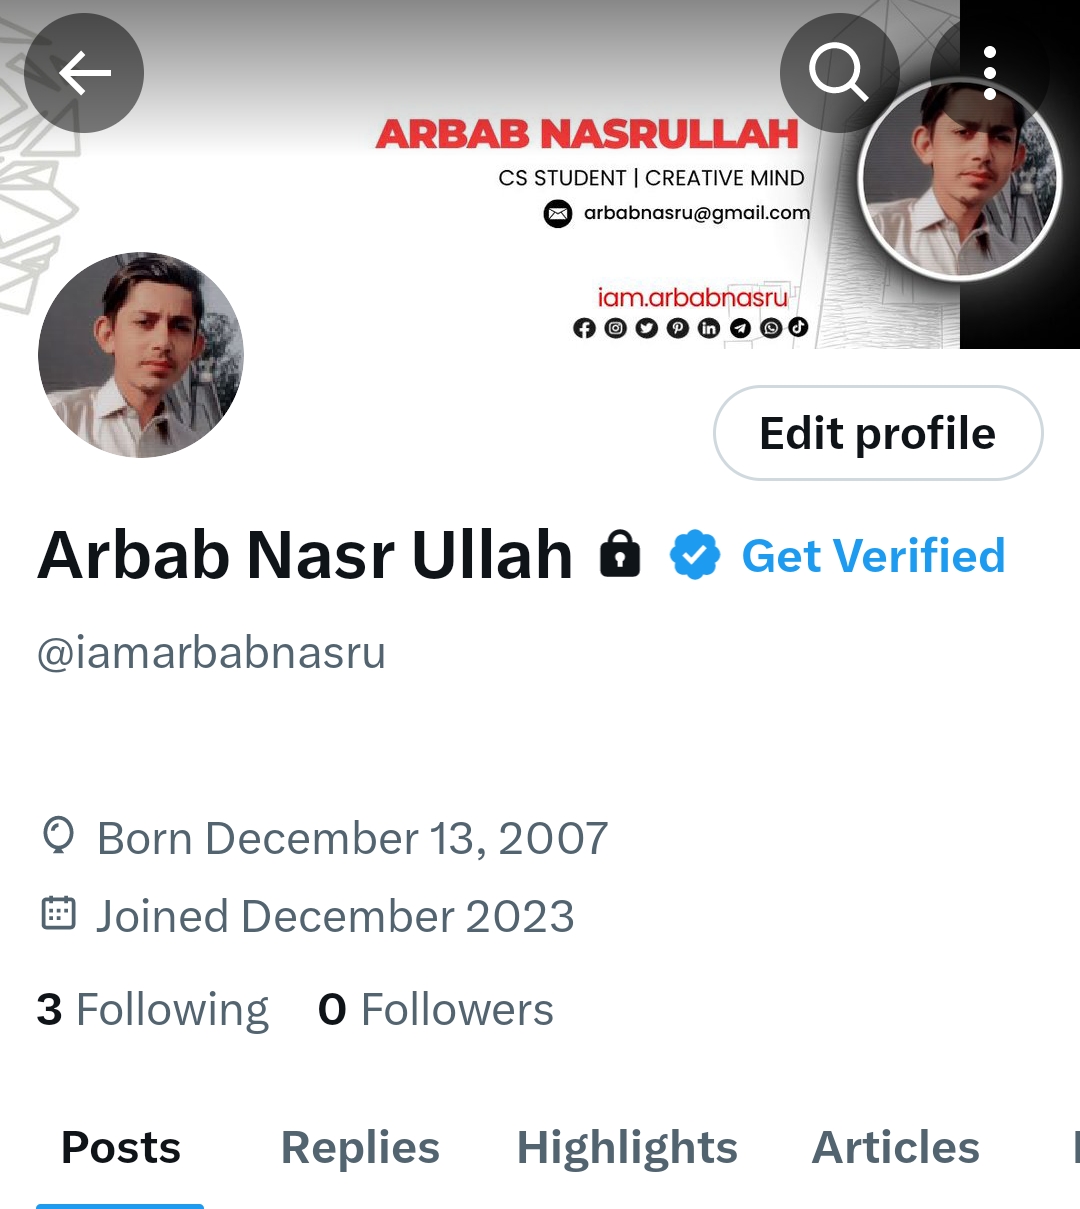 ARBAB NASRULLAH
CS STUDENT | CREATIVE MIND
arbabnasru@gmail.com
iam.arbabnasru
Edit profile
Arbab Nasr Ullah Get Verified
@iamarbabnasru
Born December 13, 2007
Joined December 2023
3 Following 0 Followers
Posts Replies Highlights Articles